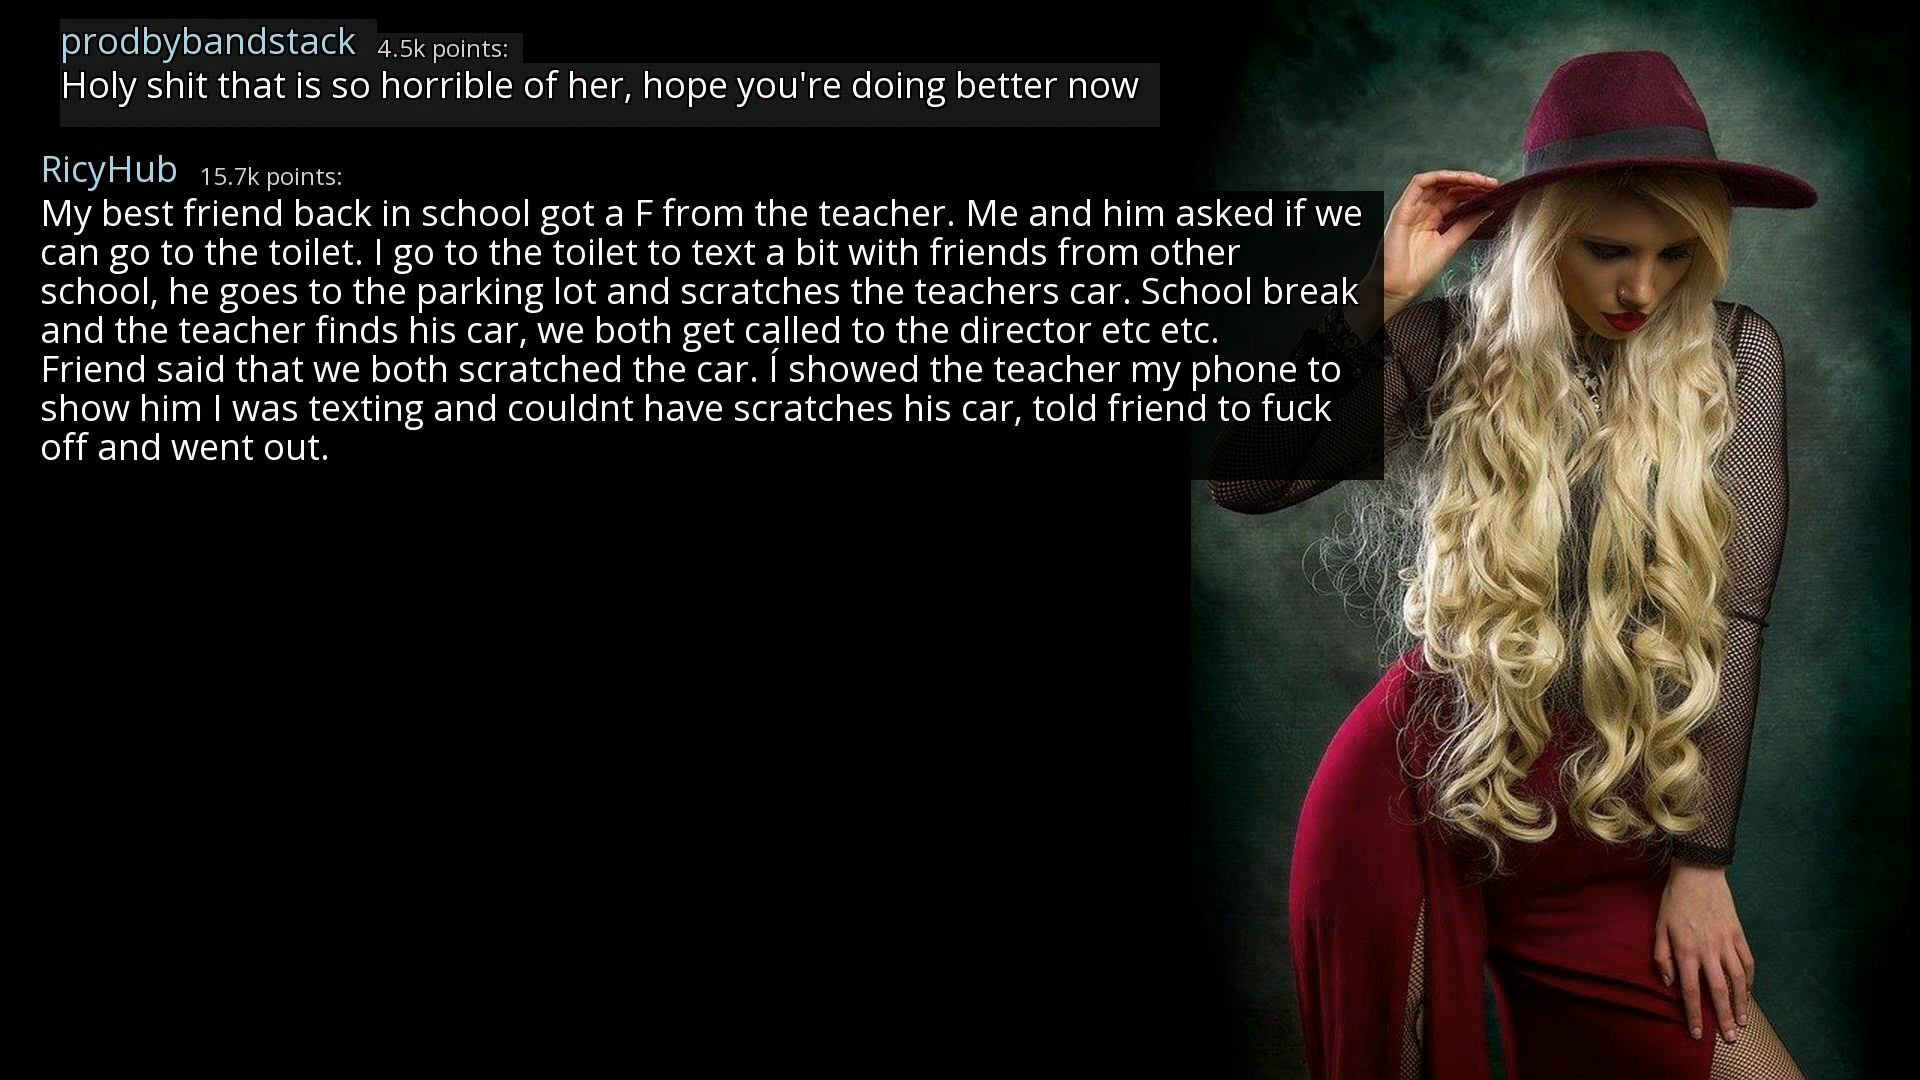 prodbybandstack 4.5k points:
Holy shit that is so horrible of her, hope you're doing better now
RicyHub 15.7k points:
My best friend back in school got a F from the teacher. Me and him asked if we
can go to the toilet. I go to the toilet to text a bit with friends from other
school, he goes to the parking lot and scratches the teachers car. School break
and the teacher finds his car, we both get called to the director etc etc.
Friend said that we both scratched the car. Í showed the teacher my phone to
show him I was texting and couldnt have scratches his car, told friend to fuck
off and went out.